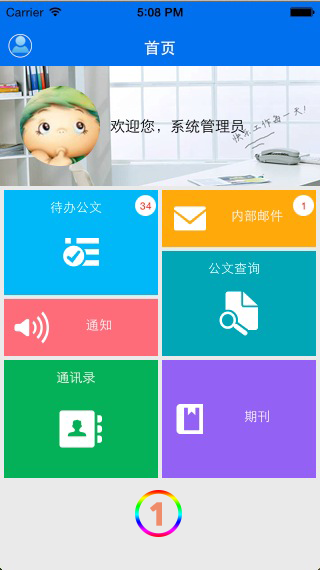 Carrier 5:08 PM
首页
欢迎您，系统管理员
快乐工作每一天！
待办公文 34
内部邮件 1
公文查询
通知
通讯录
期刊
1